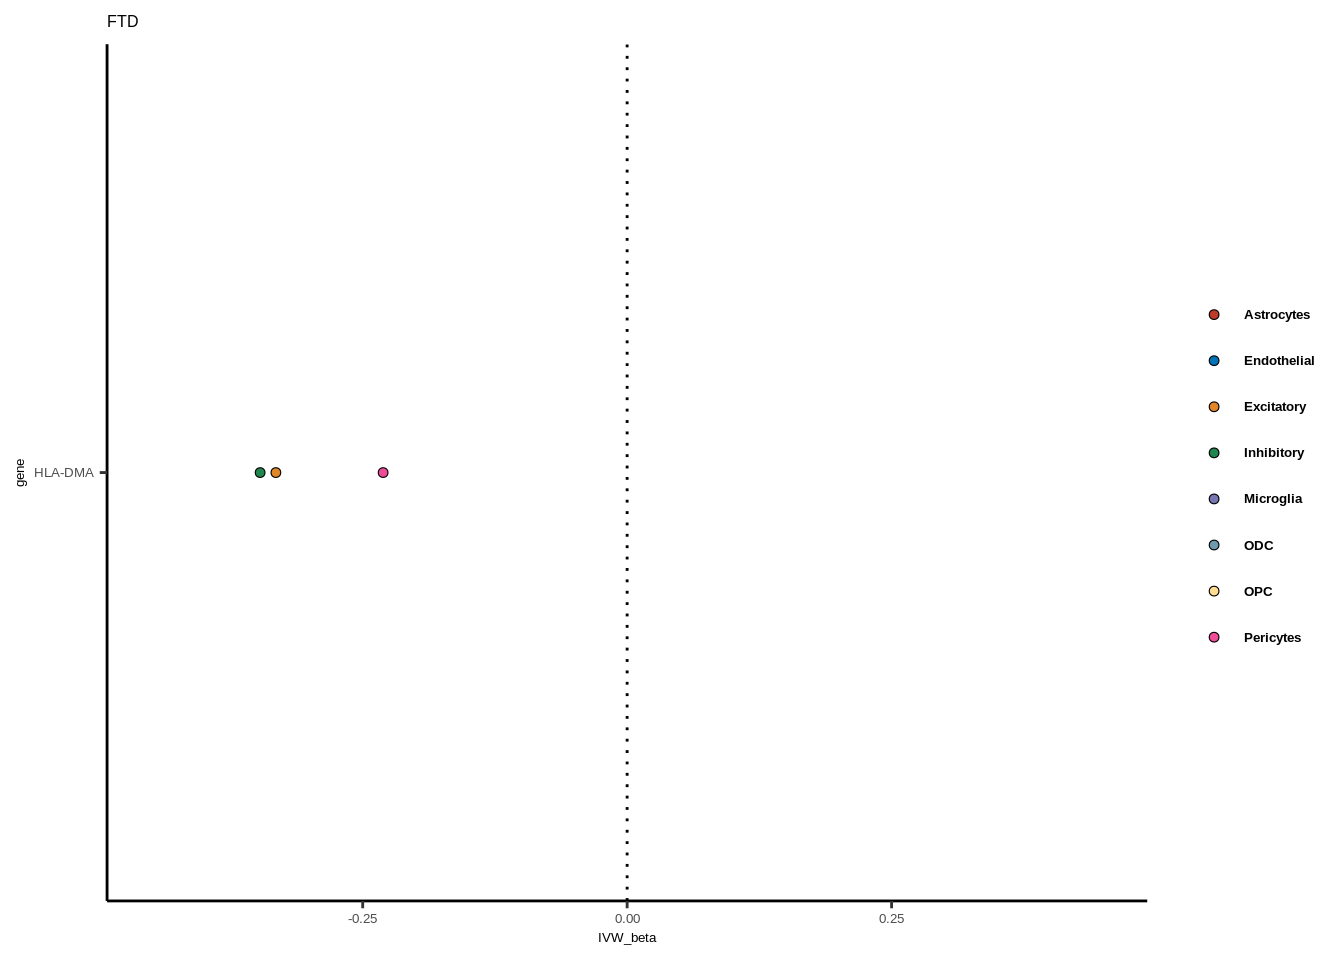 FTD
gene
HLA-DMA
-0.25
0.00
0.25
IVW_beta
Astrocytes
Endothelial
Excitatory
Inhibitory
Microglia
ODC
OPC
Pericytes